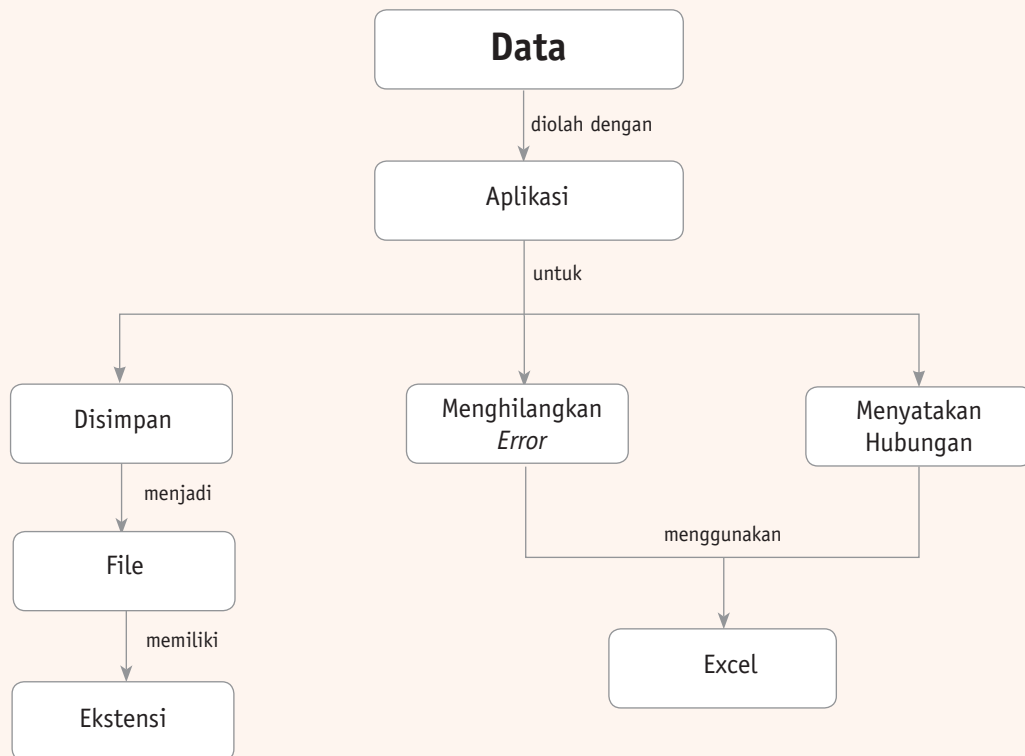 Data
diolah dengan
Aplikasi
untuk
Disimpan
Menghilangkan
Error
Menyatakan
Hubungan
menjadi
menggunakan
File
memiliki
Excel
Ekstensi